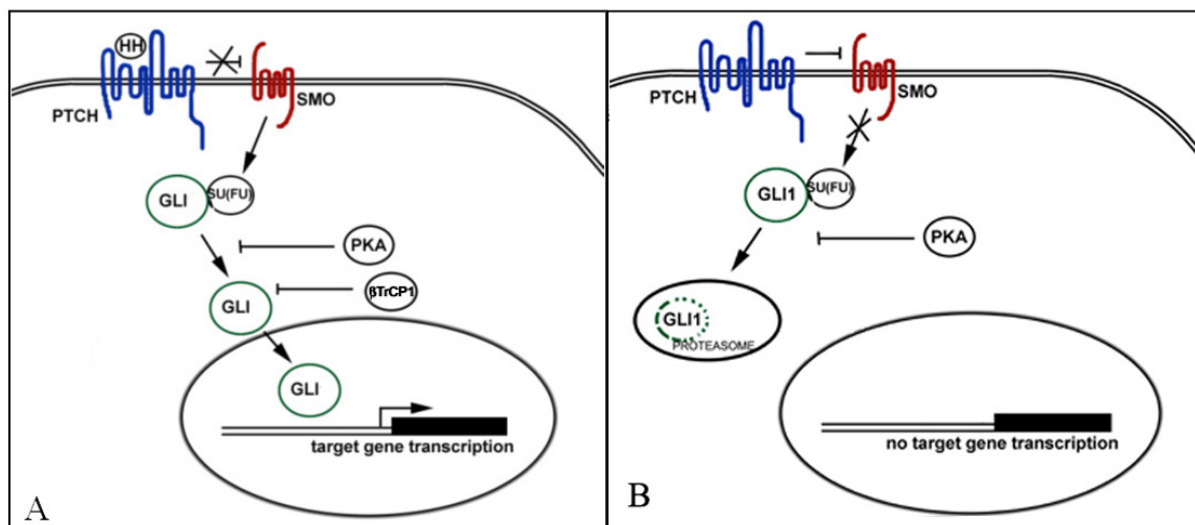 HH
PTCH
SMO
GLI
SU(FU)
PKA
GLI
βTrCP1
GLI
target gene transcription
A
PTCH
SMO
GLI1
SU(FU)
PKA
GLI1
PROTEASOME
no target gene transcription
B